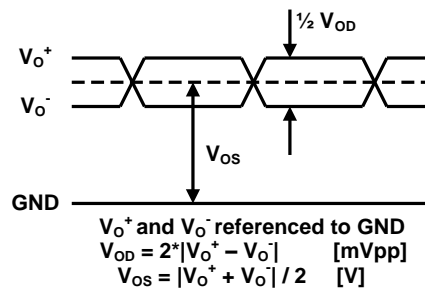 ½ V_OD
V_O⁺
V_O⁻
V_OS
GND
V_O⁺ and V_O⁻ referenced to GND
V_OD = 2*|V_O⁺ – V_O⁻| [mVpp]
V_OS = |V_O⁺ + V_O⁻| / 2 [V]